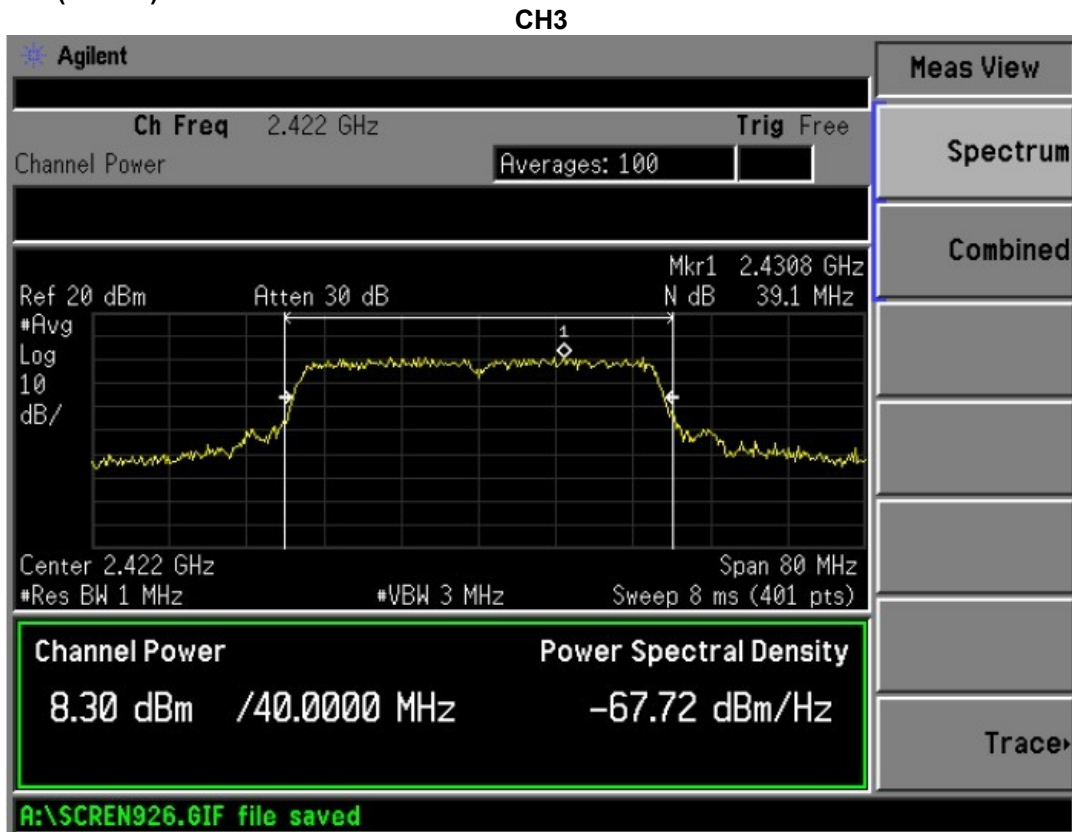 CH3
Agilent
Meas View
Ch Freq 2.422 GHz Trig Free
Channel Power Averages: 100
Spectrum
Combined
Mkr1 2.4308 GHz
Ref 20 dBm Atten 30 dB N dB 39.1 MHz
#Avg
Log
10
dB/
1
Center 2.422 GHz Span 80 MHz
#Res BW 1 MHz #VBW 3 MHz Sweep 8 ms (401 pts)
Channel Power Power Spectral Density
8.30 dBm /40.0000 MHz -67.72 dBm/Hz
Trace
A:\SCREN926.GIF file saved